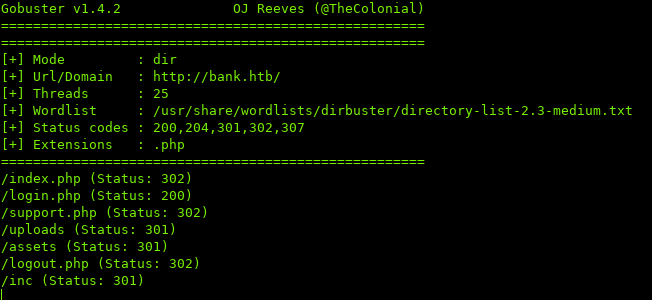 Gobuster v1.4.2              OJ Reeves (@TheColonial)
=====================================================
=====================================================
[+] Mode         : dir
[+] Url/Domain   : http://bank.htb/
[+] Threads      : 25
[+] Wordlist     : /usr/share/wordlists/dirbuster/directory-list-2.3-medium.txt
[+] Status codes : 200,204,301,302,307
[+] Extensions   : .php
=====================================================
/index.php (Status: 302)
/login.php (Status: 200)
/support.php (Status: 302)
/uploads (Status: 301)
/assets (Status: 301)
/logout.php (Status: 302)
/inc (Status: 301)